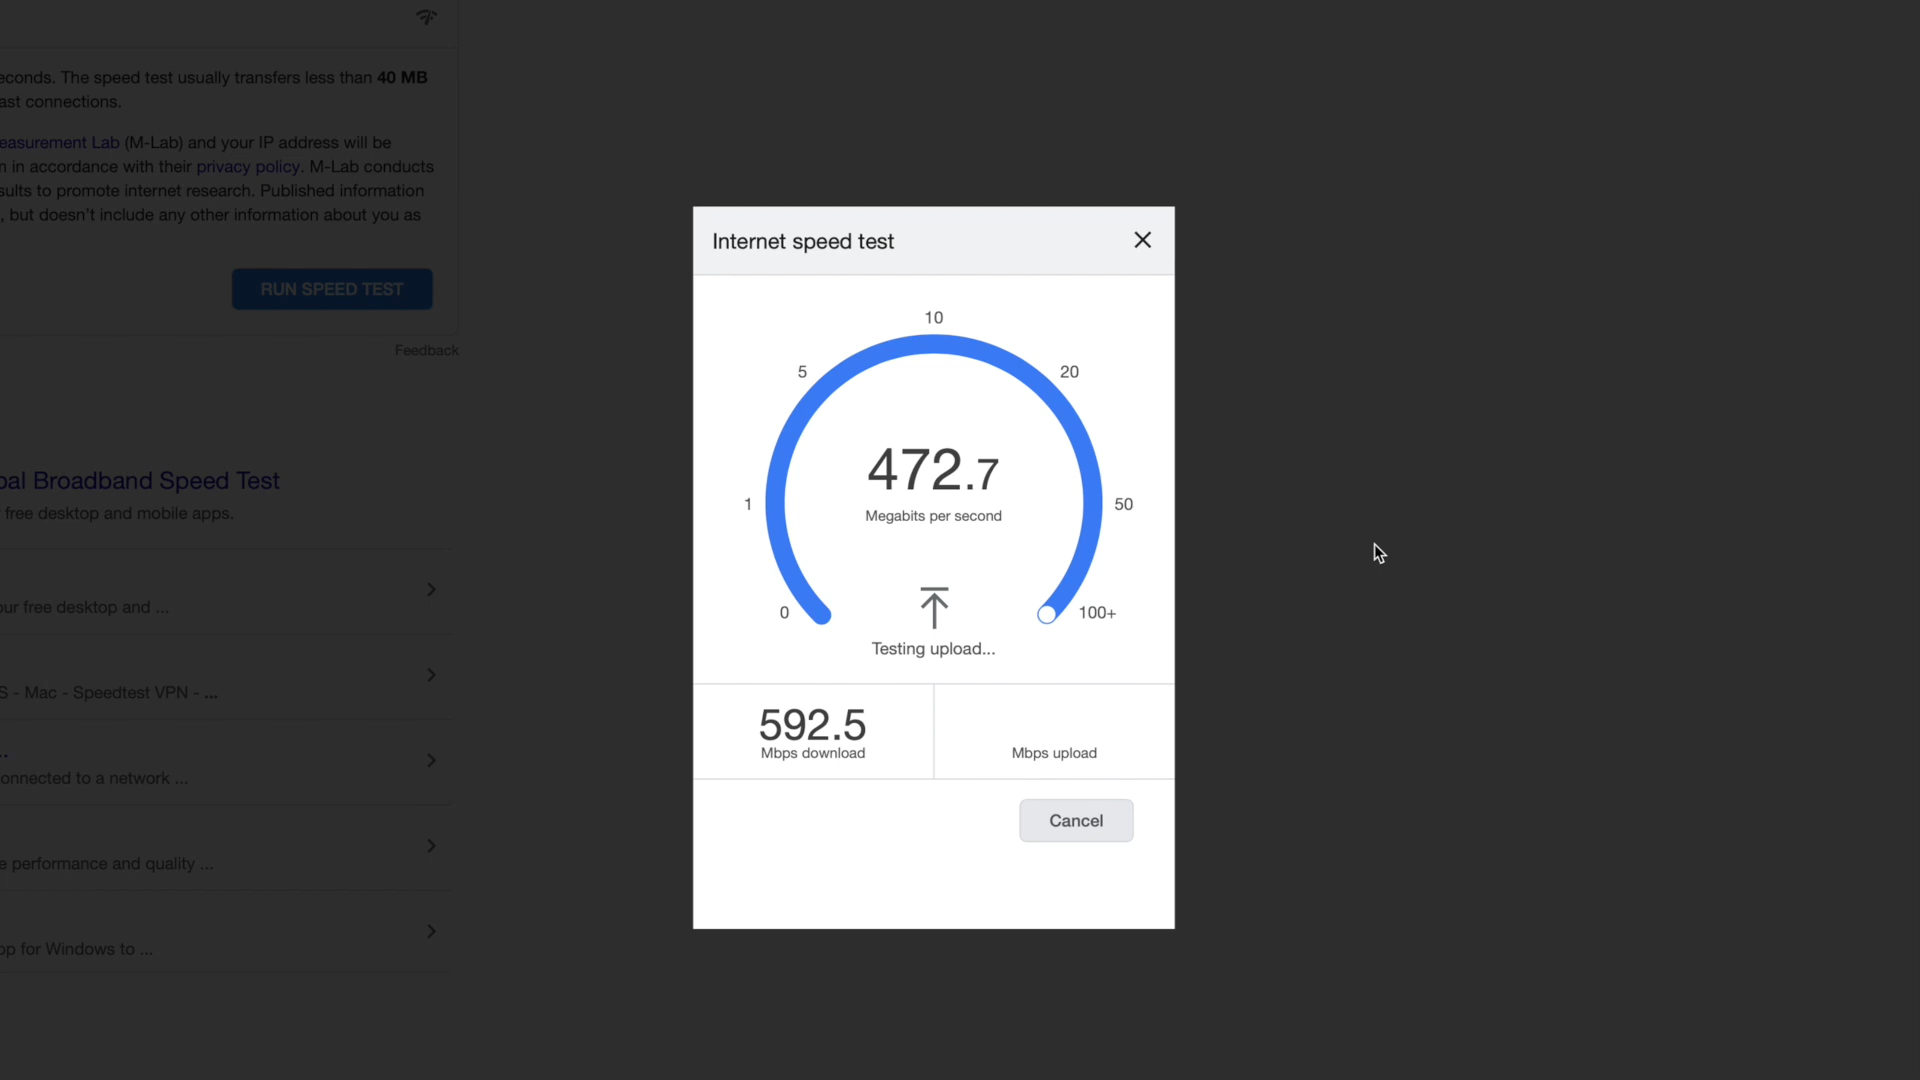 econds. The speed test usually transfers less than 40 MB
ast connections.
easurement Lab (M-Lab) and your IP address will be
n in accordance with their privacy policy. M-Lab conducts
sults to promote internet research. Published information
, but doesn't include any other information about you as
RUN SPEED TEST
Feedback
bal Broadband Speed Test
free desktop and mobile apps.
our free desktop and ...
S - Mac - Speedtest VPN - ...
..
onnected to a network ...
e performance and quality ...
op for Windows to ...
Internet speed test
10
5
20
472.7
1
50
Megabits per second
0
100+
Testing upload...
592.5
Mbps download
Mbps upload
Cancel